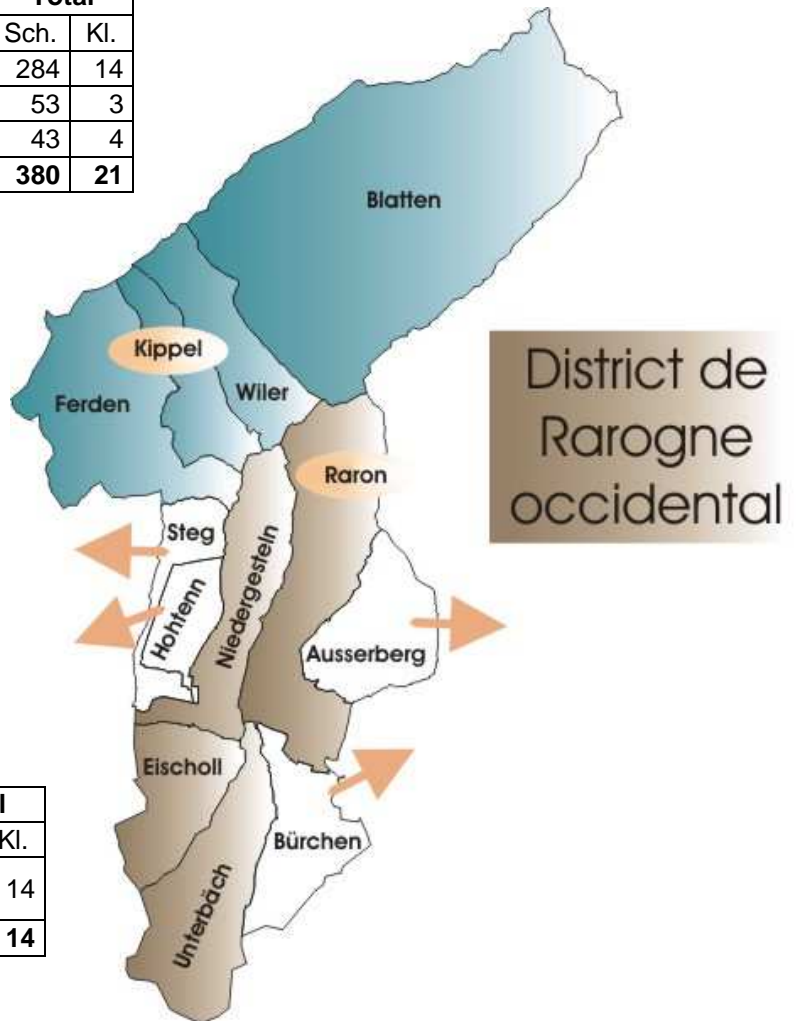 Total
Sch. Kl.
284 14
53 3
43 4
380 21
Blatten
Kippel
Ferden
Wiler
District de
Rarogne
occidental
Raron
Steg
Hohtenn
Niedergesteln
Ausserberg
Eischoll
Bürchen
Unterbäch
Kl.
14
14